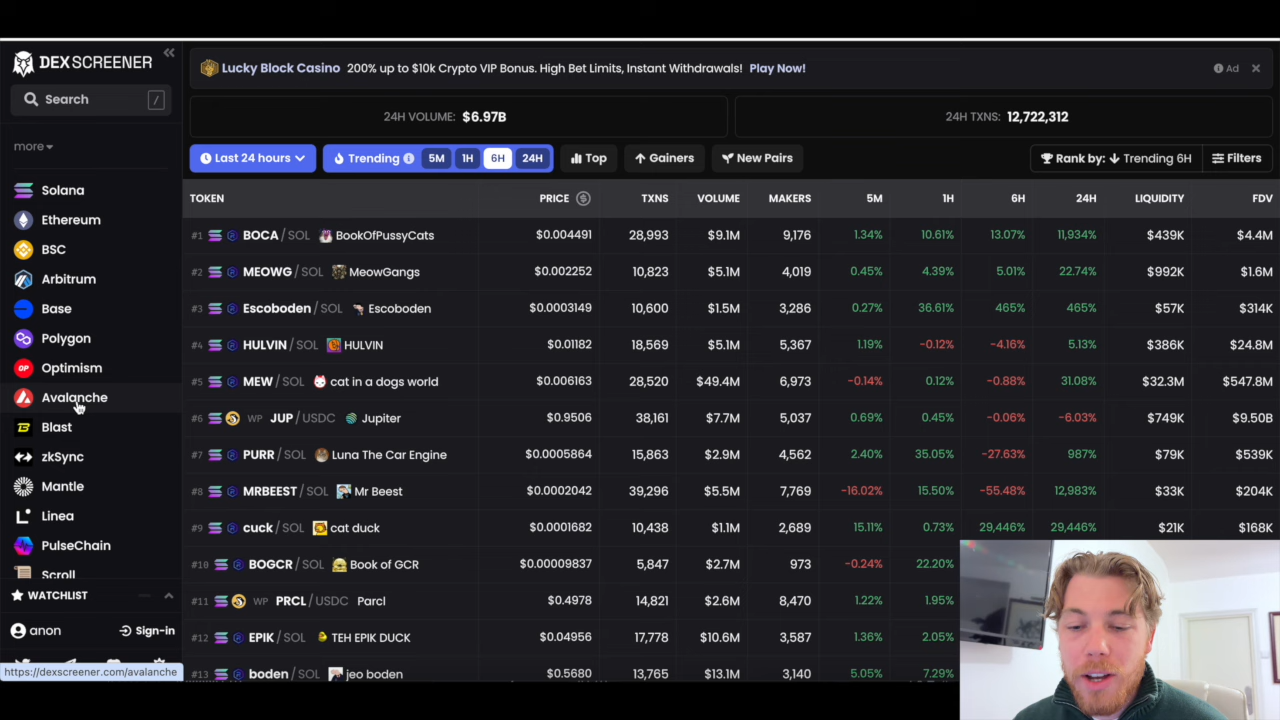 DEX SCREENER
Search /
more
Solana
Ethereum
BSC
Arbitrum
Base
Polygon
Optimism
Avalanche
Blast
zkSync
Mantle
Linea
PulseChain
Scroll
WATCHLIST
anon Sign-in
https://dexscreener.com/avalanche
Lucky Block Casino 200% up to $10k Crypto VIP Bonus. High Bet Limits, Instant Withdrawals! Play Now! Ad
24H VOLUME: $6.97B 24H TXNS: 12,722,312
Last 24 hours Trending 5M 1H 6H 24H Top Gainers New Pairs Rank by: Trending 6H Filters
TOKEN PRICE TXNS VOLUME MAKERS 5M 1H 6H 24H LIQUIDITY FDV
#1 BOCA / SOL BookOfPussyCats $0.004491 28,993 $9.1M 9,176 1.34% 10.61% 13.07% 11,934% $439K $4.4M
#2 MEOWG / SOL MeowGangs $0.002252 10,823 $5.1M 4,019 0.45% 4.39% 5.01% 22.74% $992K $1.6M
#3 Escoboden / SOL Escoboden $0.0003149 10,600 $1.5M 3,286 0.27% 36.61% 465% 465% $57K $314K
#4 HULVIN / SOL HULVIN $0.01182 18,569 $5.1M 5,367 1.19% -0.12% -4.16% 5.13% $386K $24.8M
#5 MEW / SOL cat in a dogs world $0.006163 28,520 $49.4M 6,973 -0.14% 0.12% -0.88% 31.08% $32.3M $547.8M
#6 WP JUP / USDC Jupiter $0.9506 38,161 $7.7M 7,713 0.69% 0.45% -0.06% -6.03% $749K $9.50B
#7 PURR / SOL Luna The Car Engine $0.0005864 15,863 $2.9M 4,562 2.40% 35.05% -27.63% 987% $79K $539K
#8 MRBEEST / SOL Mr Beest $0.0002042 39,296 $5.5M 7,769 -16.02% 15.50% -55.48% 12,983% $33K $204K
#9 cuck / SOL cat duck $0.0001682 10,438 $1.1M 2,689 15.11% 0.73% 29,446% 29,446% $21K $168K
#10 BOGCR / SOL Book of GCR $0.00009837 5,847 $2.7M 973 -0.24% 22.20%
#11 WP PRCL / USDC Parcl $0.4978 14,821 $2.6M 8,470 1.22% 1.95%
#12 EPIK / SOL TEH EPIK DUCK $0.04956 17,778 $10.6M 3,587 1.36% 2.05%
#13 boden / SOL jeo boden $0.5680 13,765 $13.1M 3,140 5.05% 7.29%